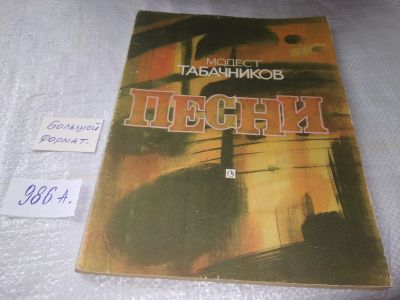 МОДЕСТ
ТАБАЧНИКОВ
ПЕСНИ
Большой
формат.
986 А.